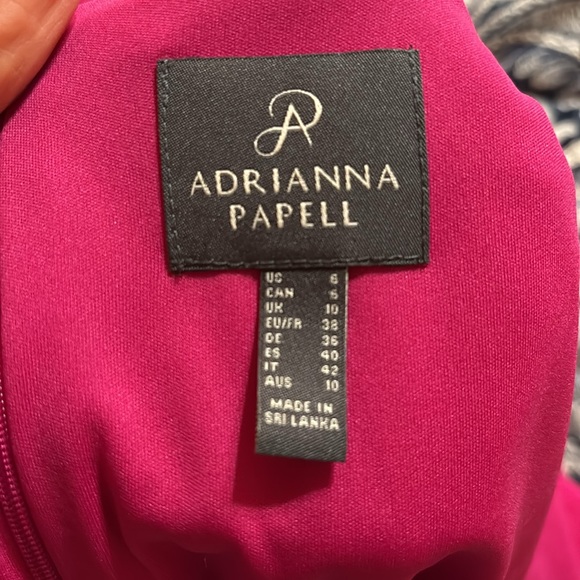 ADRIANNA
PAPELL
US 6
CAN 6
UK 10
EU/FR 38
DE 36
ES 40
IT 42
AUS 10
MADE IN
SRI LANKA